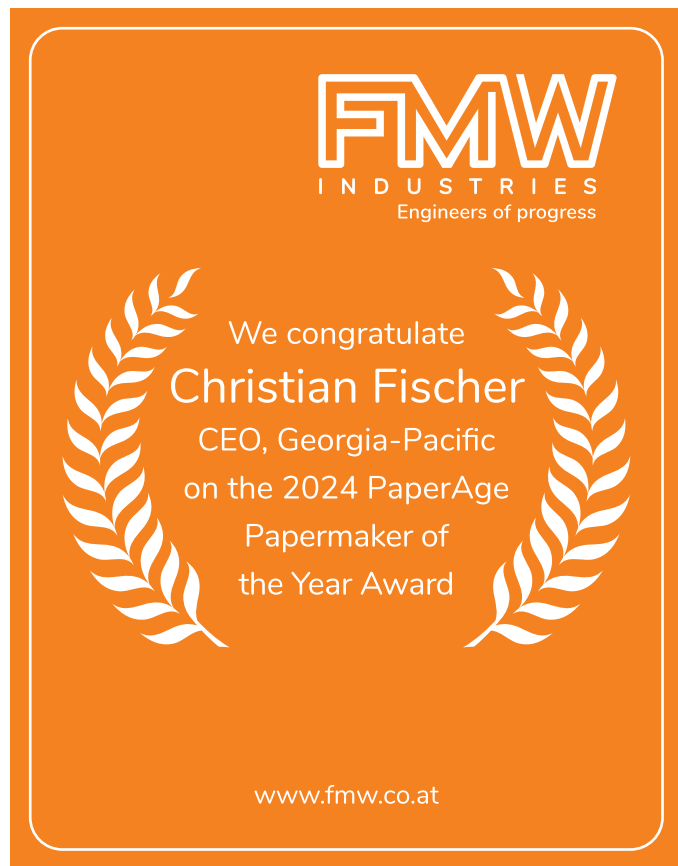 FMW
INDUSTRIES
Engineers of progress
We congratulate
Christian Fischer
CEO, Georgia-Pacific
on the 2024 PaperAge
Papermaker of
the Year Award
www.fmw.co.at